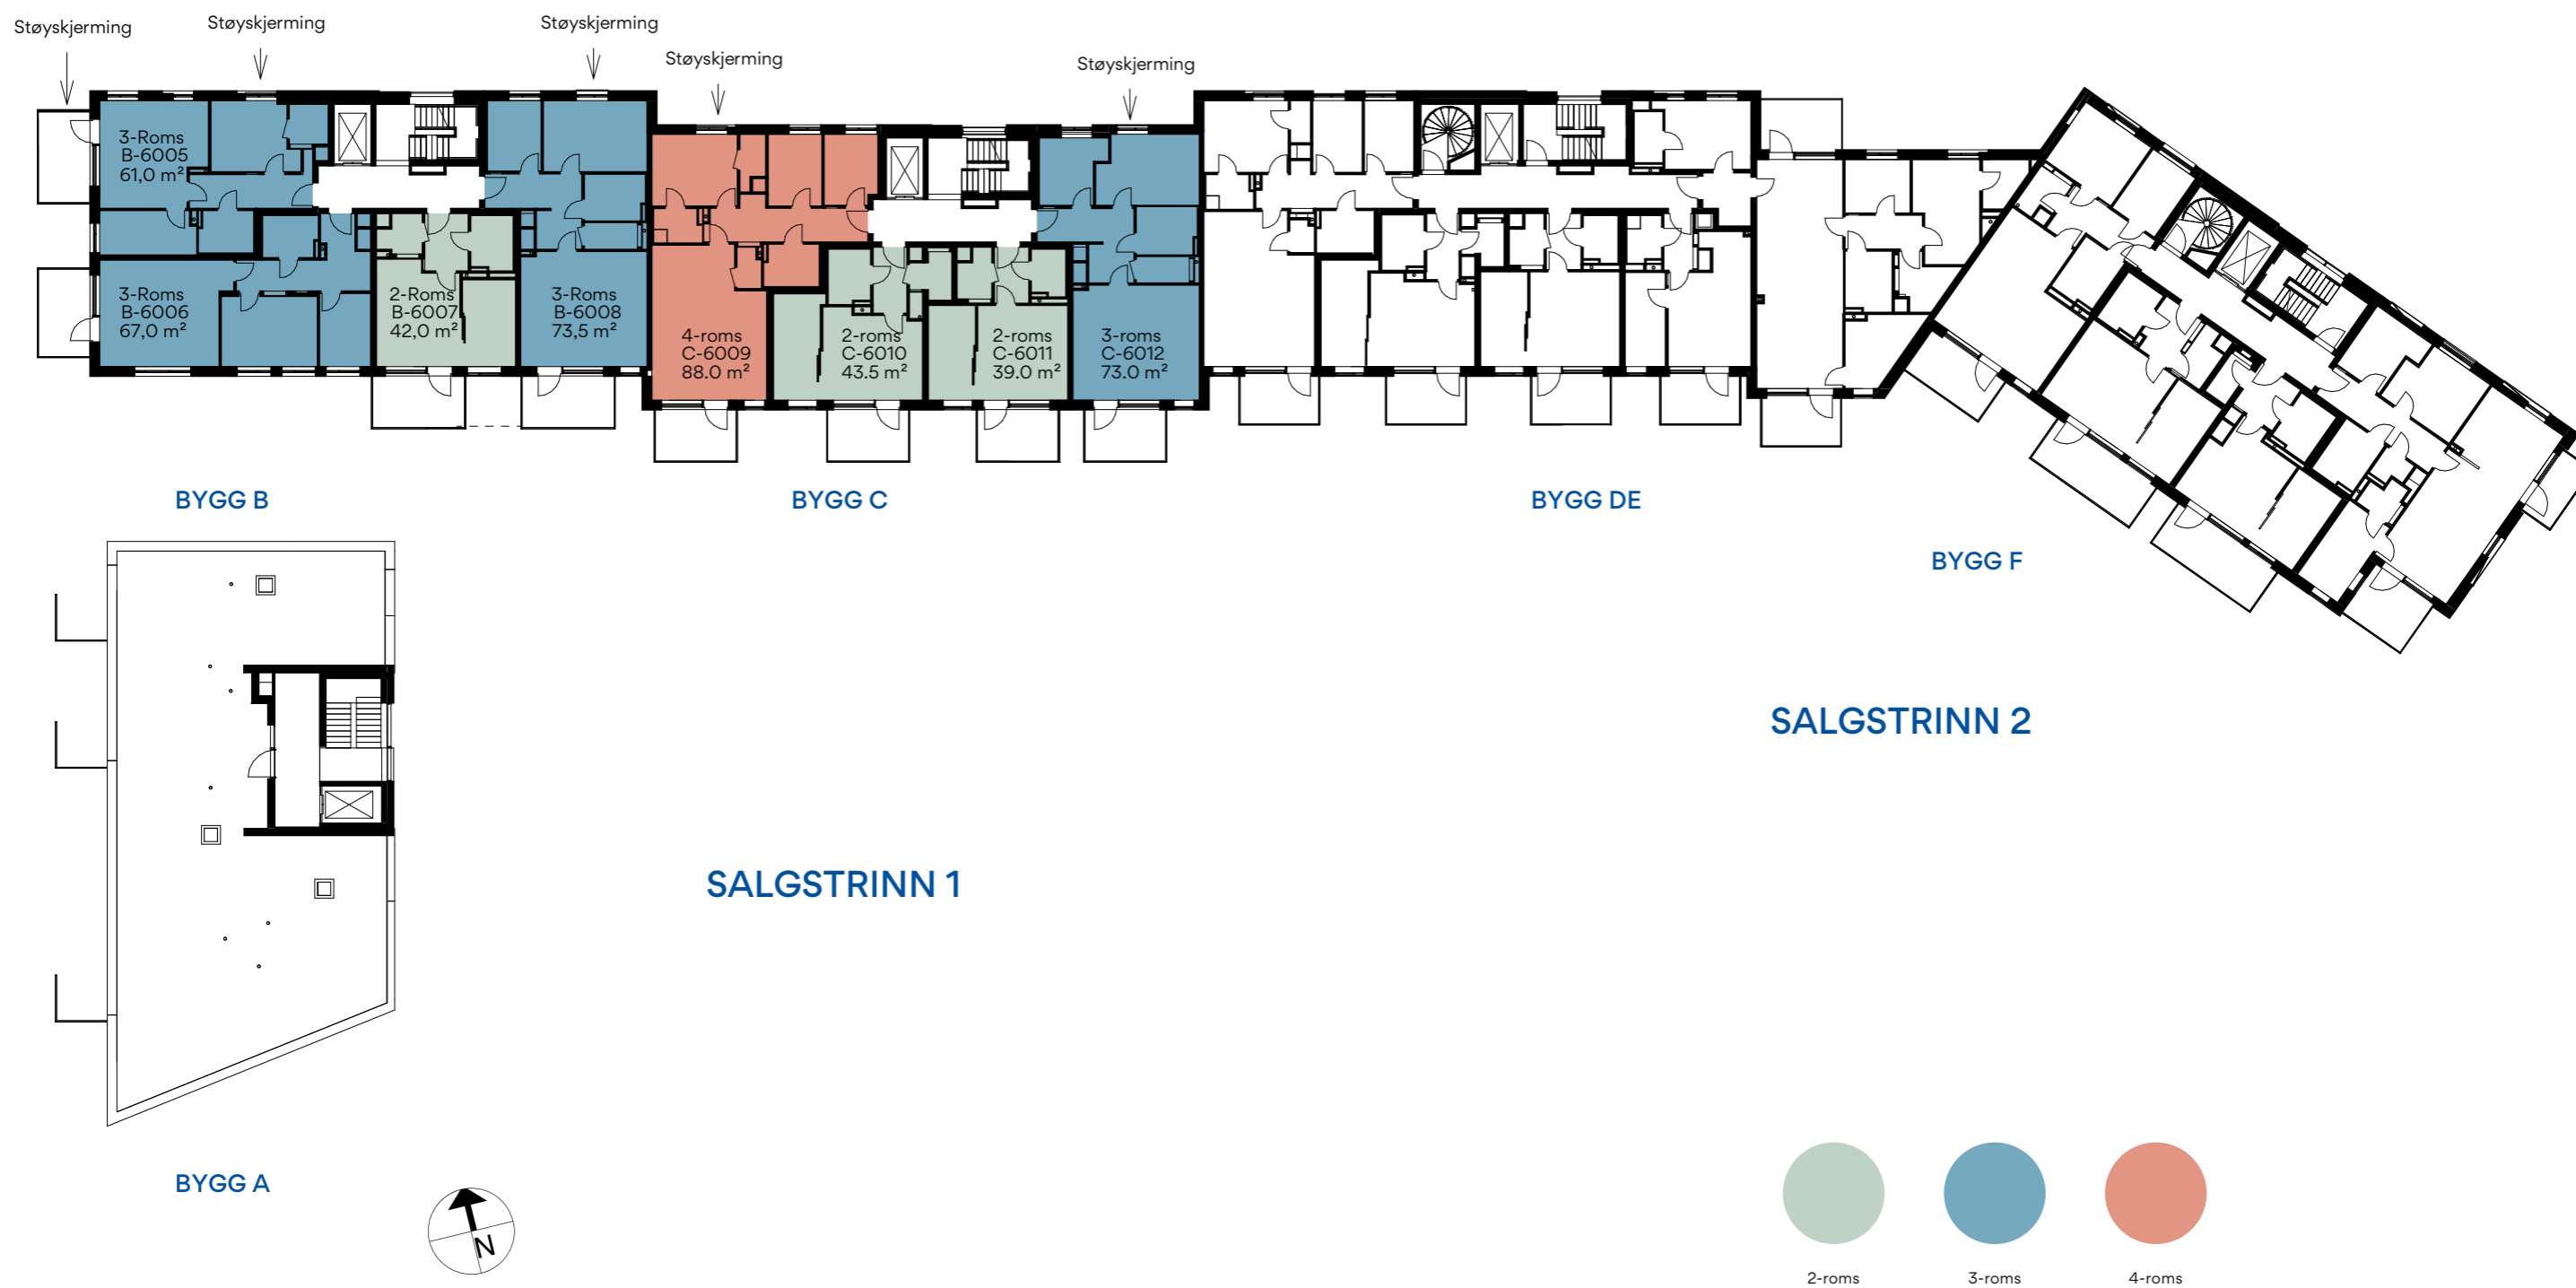 Støyskjerming
Støyskjerming
Støyskjerming
Støyskjerming
Støyskjerming
3-Roms
B-6005
61,0 m²
3-Roms
B-6006
67,0 m²
2-Roms
B-6007
42,0 m²
3-Roms
B-6008
73,5 m²
4-roms
C-6009
88.0 m²
2-roms
C-6010
43.5 m²
2-roms
C-6011
39.0 m²
3-roms
C-6012
73.0 m²
BYGG B
BYGG C
BYGG DE
BYGG F
SALGSTRINN 2
SALGSTRINN 1
BYGG A
N
2-roms
3-roms
4-roms